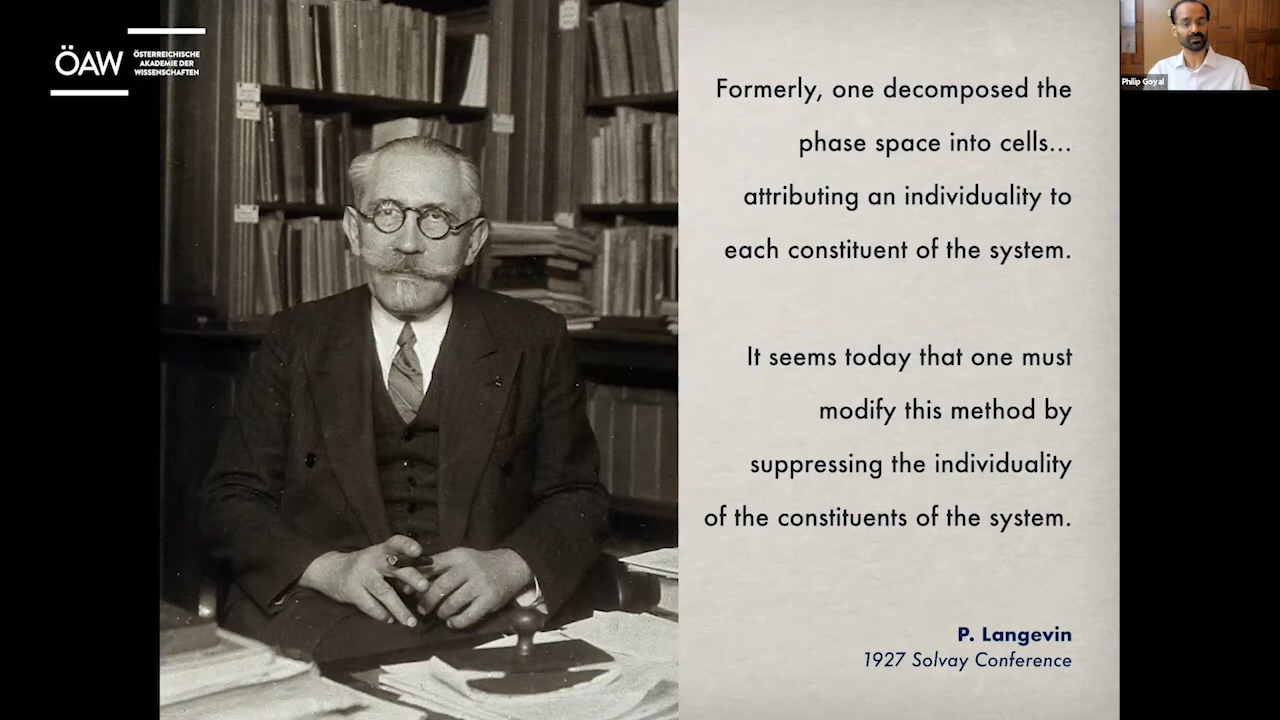 ÖAW
ÖSTERREICHISCHE
AKADEMIE DER
WISSENSCHAFTEN
Formerly, one decomposed the
phase space into cells...
attributing an individuality to
each constituent of the system.
It seems today that one must
modify this method by
suppressing the individuality
of the constituents of the system.
P. Langevin
1927 Solvay Conference
Philip Goyal